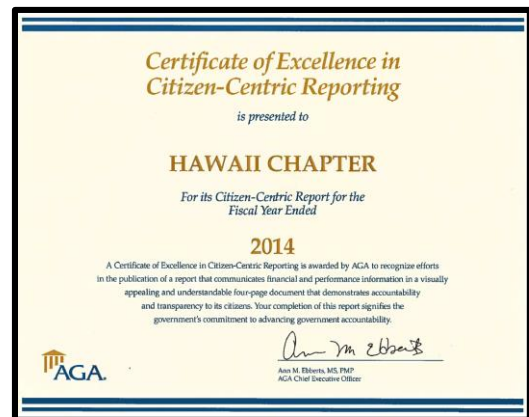 Certificate of Excellence in
Citizen-Centric Reporting
is presented to
HAWAII CHAPTER
For its Citizen-Centric Report for the
Fiscal Year Ended
2014
A Certificate of Excellence in Citizen-Centric Reporting is awarded by AGA to recognize efforts
in the publication of a report that communicates financial and performance information in a visually
appealing and understandable four-page document that demonstrates accountability
and transparency to its citizens. Your completion of this report signifies the
government's commitment to advancing government accountability.
Ann M Ebberts
Ann M. Ebberts, MS, PMP
AGA Chief Executive Officer
AGA.